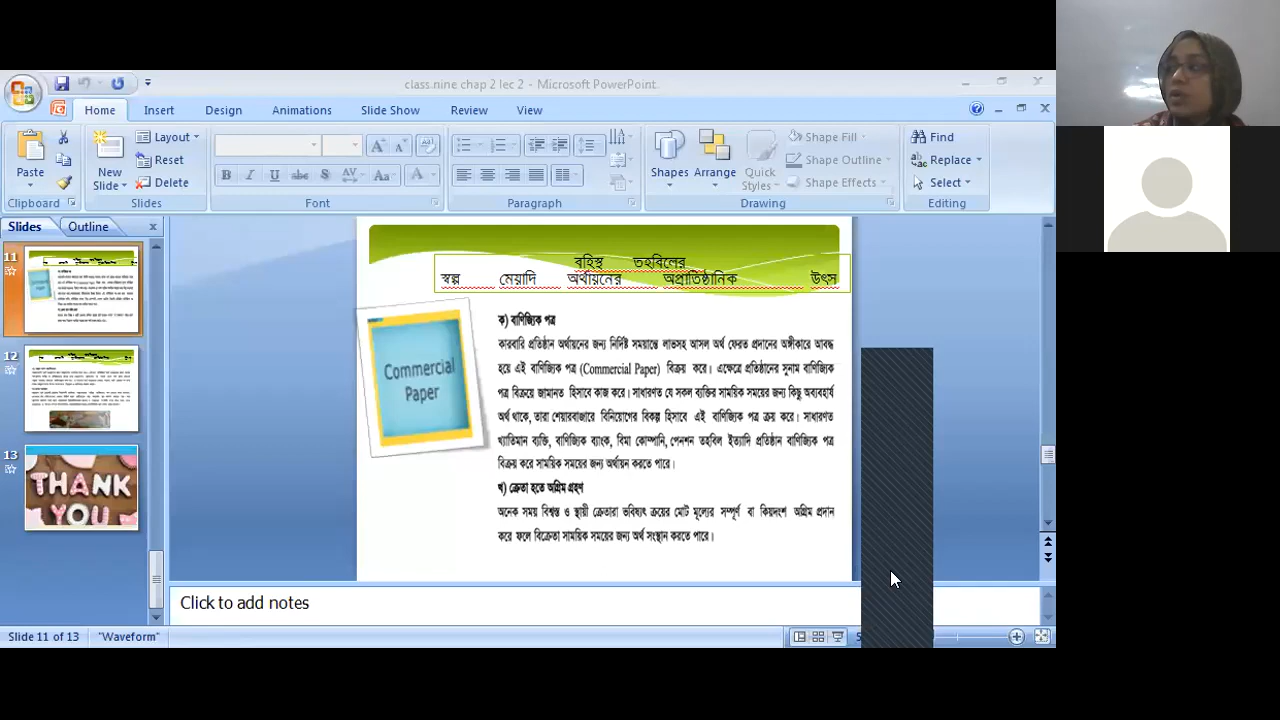 class nine chap 2 lec 2 - Microsoft PowerPoint
Home Insert Design Animations Slide Show Review View
Paste
New Slide
Layout
Reset
Delete
Shapes
Arrange
Quick Styles
Shape Fill
Shape Outline
Shape Effects
Find
Replace
Select
Clipboard Slides Font Paragraph Drawing Editing
Slides Outline
11
12
13
THANK
YOU
বহিস্থ তহবিলের
স্বল্প মেয়াদি অর্থায়নের অপ্রাতিষ্ঠানিক উৎস
Commercial
Paper
ক) বাণিজ্যিক পত্র
কারবারি প্রতিষ্ঠান অর্থায়নের জন্য নির্দিষ্ট সময়ান্তে লাভসহ আসল অর্থ ফেরত প্রদানের অঙ্গীকারে আবদ্ধ
হয়ে এই বাণিজ্যিক পত্র (Commercial Paper) বিক্রয় করে। এক্ষেত্রে প্রতিষ্ঠানের সুনাম বাণিজ্যিক
পত্র বিক্রয়ে জামানত হিসাবে কাজ করে। সাধারণত যে সকল ব্যক্তির সাময়িক সময়ের জন্য কিছু অব্যবহার্য
অর্থ থাকে, তারা শেয়ারবাজারে বিনিয়োগের বিকল্প হিসাবে এই বাণিজ্যিক পত্র ক্রয় করে। সাধারণত
খ্যাতিমান ব্যক্তি, বাণিজ্যিক ব্যাংক, বিমা কোম্পানি, পেনশন তহবিল ইত্যাদি প্রতিষ্ঠান বাণিজ্যিক পত্র
বিক্রয় করে সাময়িক সময়ের জন্য অর্থায়ন করতে পারে।
খ) ক্রেতা হতে অগ্রিম গ্রহণ
অনেক সময় বিশ্বস্ত ও স্থায়ী ক্রেতারা ভবিষ্যৎ ক্রয়ের মোট মূল্যের সম্পূর্ণ বা কিয়দংশ অগ্রিম প্রদান
করে ফলে বিক্রেতা সাময়িক সময়ের জন্য অর্থ সংস্থান করতে পারে।
Click to add notes
Slide 11 of 13 "Waveform"